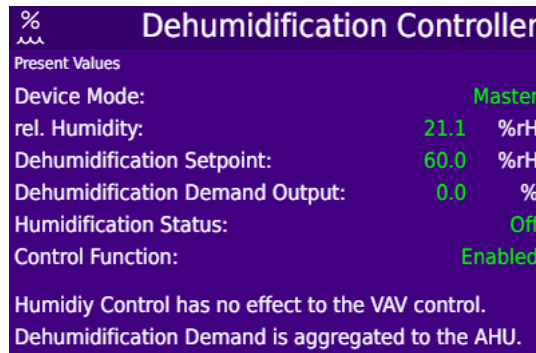 % Dehumidification Controller
Present Values
Device Mode: Master
rel. Humidity: 21.1 %rH
Dehumidification Setpoint: 60.0 %rH
Dehumidification Demand Output: 0.0 %
Humidification Status: Off
Control Function: Enabled
Humidiy Control has no effect to the VAV control.
Dehumidification Demand is aggregated to the AHU.